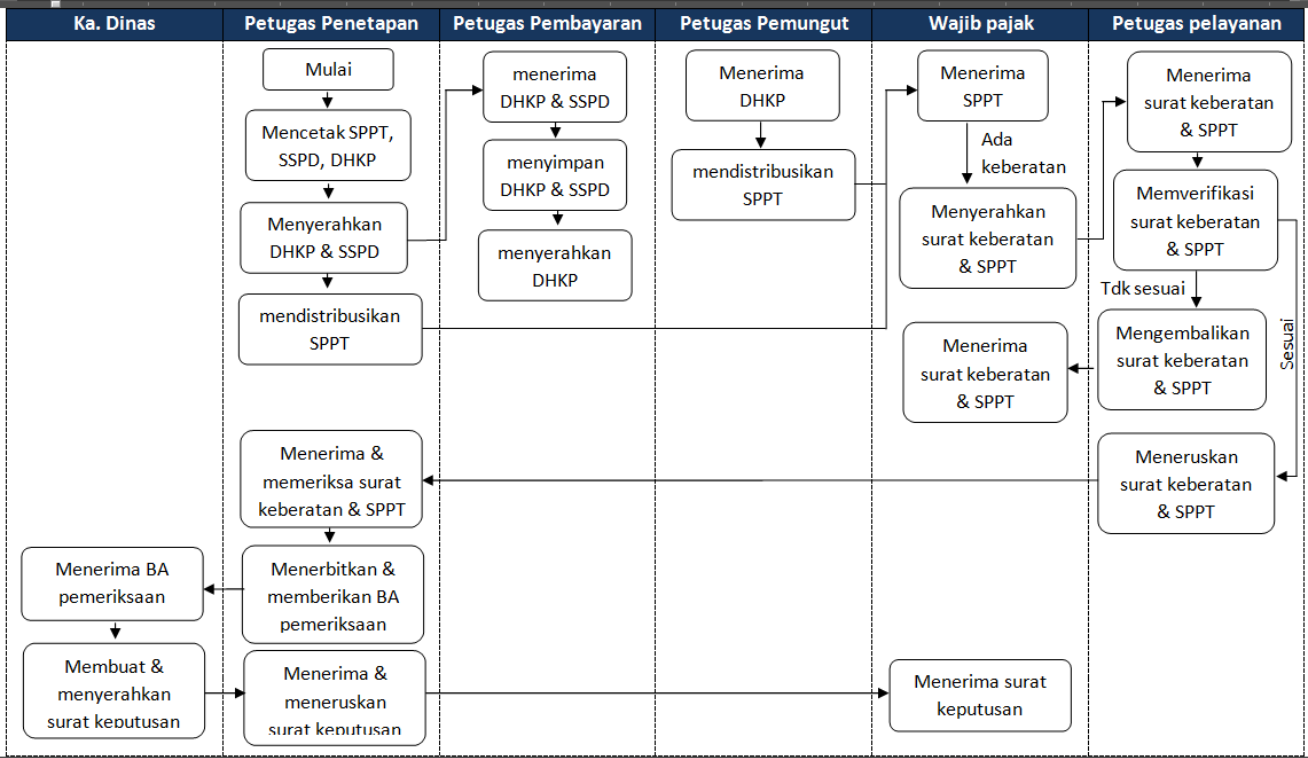 Ka. Dinas
Petugas Penetapan
Petugas Pembayaran
Petugas Pemungut
Wajib pajak
Petugas pelayanan
Mulai
Mencetak SPPT,
SSPD, DHKP
Menyerahkan
DHKP & SSPD
mendistribusikan
SPPT
menerima
DHKP & SSPD
menyimpan
DHKP & SSPD
menyerahkan
DHKP
Menerima
DHKP
mendistribusikan
SPPT
Menerima
SPPT
Ada
keberatan
Menyerahkan
surat keberatan
& SPPT
Menerima
surat keberatan
& SPPT
Menerima
surat keberatan
& SPPT
Memverifikasi
surat keberatan
& SPPT
Tdk sesuai
Sesuai
Mengembalikan
surat keberatan
& SPPT
Meneruskan
surat keberatan
& SPPT
Menerima &
memeriksa surat
keberatan & SPPT
Menerbitkan &
memberikan BA
pemeriksaan
Menerima BA
pemeriksaan
Membuat &
menyerahkan
surat keputusan
Menerima &
meneruskan
surat keputusan
Menerima surat
keputusan